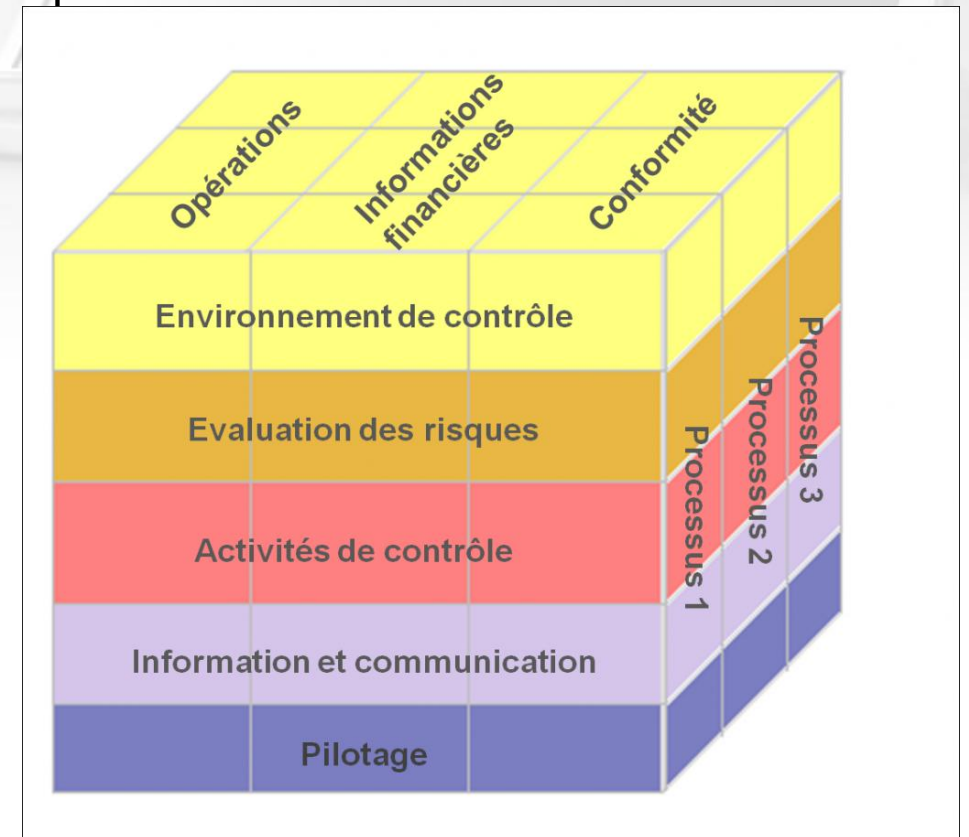 Opérations
Informations
financières
Conformité
Environnement de contrôle
Evaluation des risques
Activités de contrôle
Information et communication
Pilotage
Processus 1
Processus 2
Processus 3